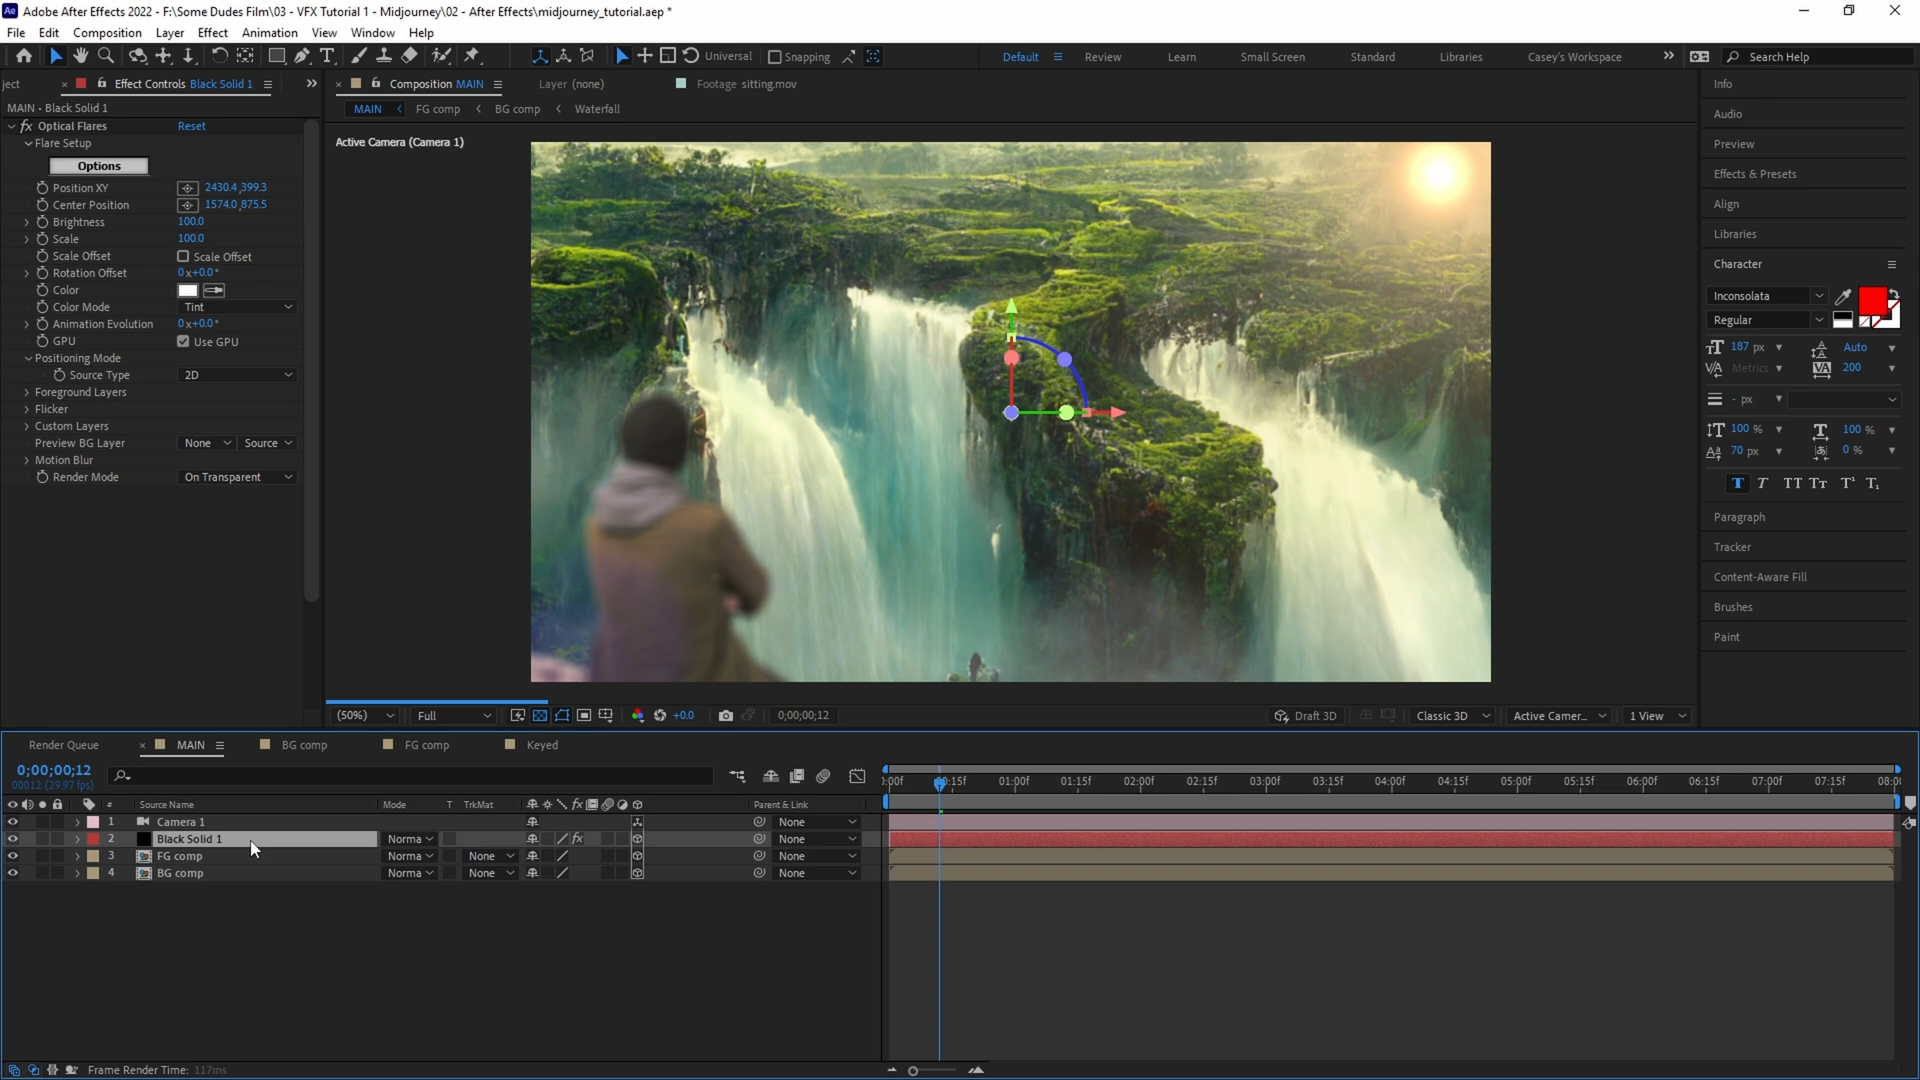 Ae Adobe After Effects 2022 - F:\Some Dudes Film\03 - VFX Tutorial 1 - Midjourney\02 - After Effects\midjourney_tutorial.aep *
File Edit Composition Layer Effect Animation View Window Help
Universal Snapping Default Review Learn Small Screen Standard Libraries Casey's Workspace Search Help
ject Effect Controls Black Solid 1 Composition MAIN Layer (none) Footage sitting.mov Info
MAIN • Black Solid 1 MAIN FG comp BG comp Waterfall Audio
fx Optical Flares Reset
Flare Setup Active Camera (Camera 1) Preview
Options Effects & Presets
Position XY 2430.4,399.3
Center Position 1574.0,875.5 Align
Brightness 100.0
Scale 100.0 Libraries
Scale Offset Scale Offset Character
Rotation Offset 0x+0.0°
Color Inconsolata
Color Mode Tint Regular
Animation Evolution 0x+0.0°
GPU Use GPU 187 px Auto
Positioning Mode Metrics 200
Source Type 2D
Foreground Layers - px
Flicker
Custom Layers 100 % 100 %
Preview BG Layer None Source 70 px 0 %
Motion Blur
Render Mode On Transparent T T TT Tт T¹ T₁
Paragraph
Tracker
Content-Aware Fill
Brushes
Paint
(50%) Full +0.0 0;00;00;12 Draft 3D Classic 3D Active Camer... 1 View
Render Queue MAIN BG comp FG comp Keyed
0;00;00;12
00012 (29.97 fps) ):00f 00:15f 01:00f 01:15f 02:00f 02:15f 03:00f 03:15f 04:00f 04:15f 05:00f 05:15f 06:00f 06:15f 07:00f 07:15f 08:0
# Source Name Mode T TrkMat fx Parent & Link
1 Camera 1 None
2 Black Solid 1 Norma fx None
3 FG comp Norma None None
4 BG comp Norma None None
Frame Render Time: 117ms